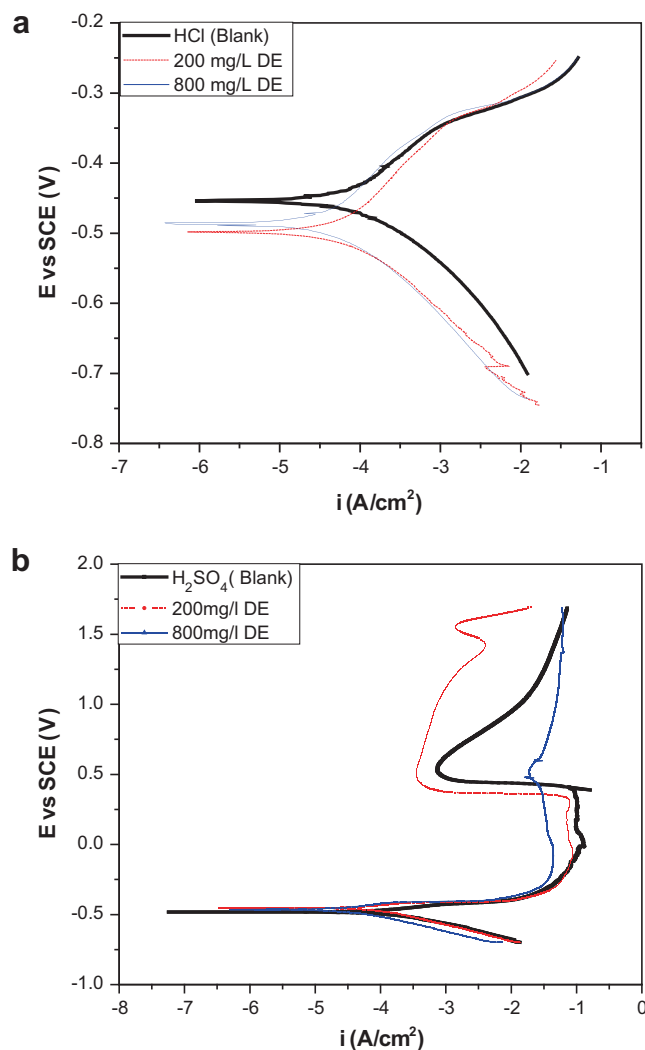 a
-0.2
HCl (Blank)
200 mg/L DE
800 mg/L DE
-0.3
-0.4
-0.5
-0.6
-0.7
-0.8
E vs SCE (V)
-7 -6 -5 -4 -3 -2 -1
i (A/cm²)
b
2.0
H₂SO₄( Blank)
200mg/l DE
800mg/l DE
1.5
1.0
0.5
0.0
-0.5
-1.0
E vs SCE (V)
-8 -7 -6 -5 -4 -3 -2 -1 0
i (A/cm²)